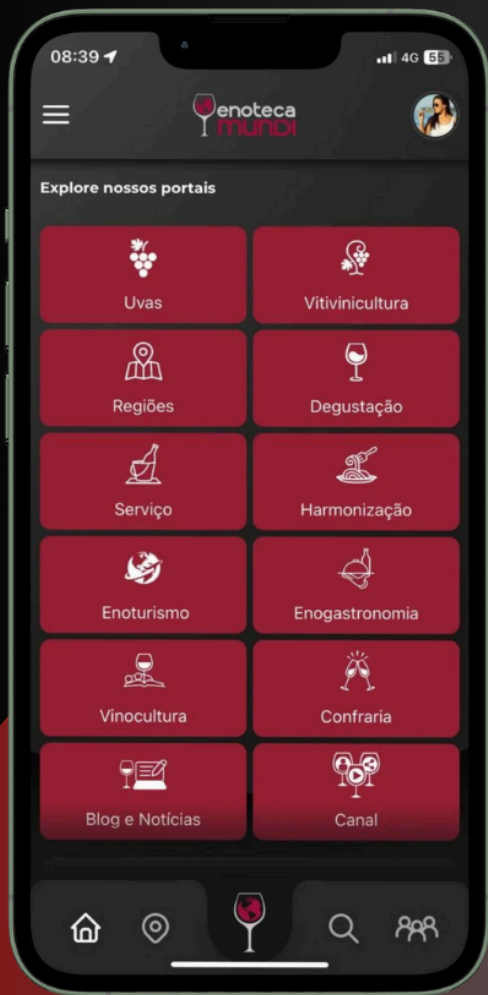 08:39
4G 55
enoteca
MUNDI
Explore nossos portais
Uvas
Vitivinicultura
Regiões
Degustação
Serviço
Harmonização
Enoturismo
Enogastronomia
Vinocultura
Confraria
Blog e Notícias
Canal